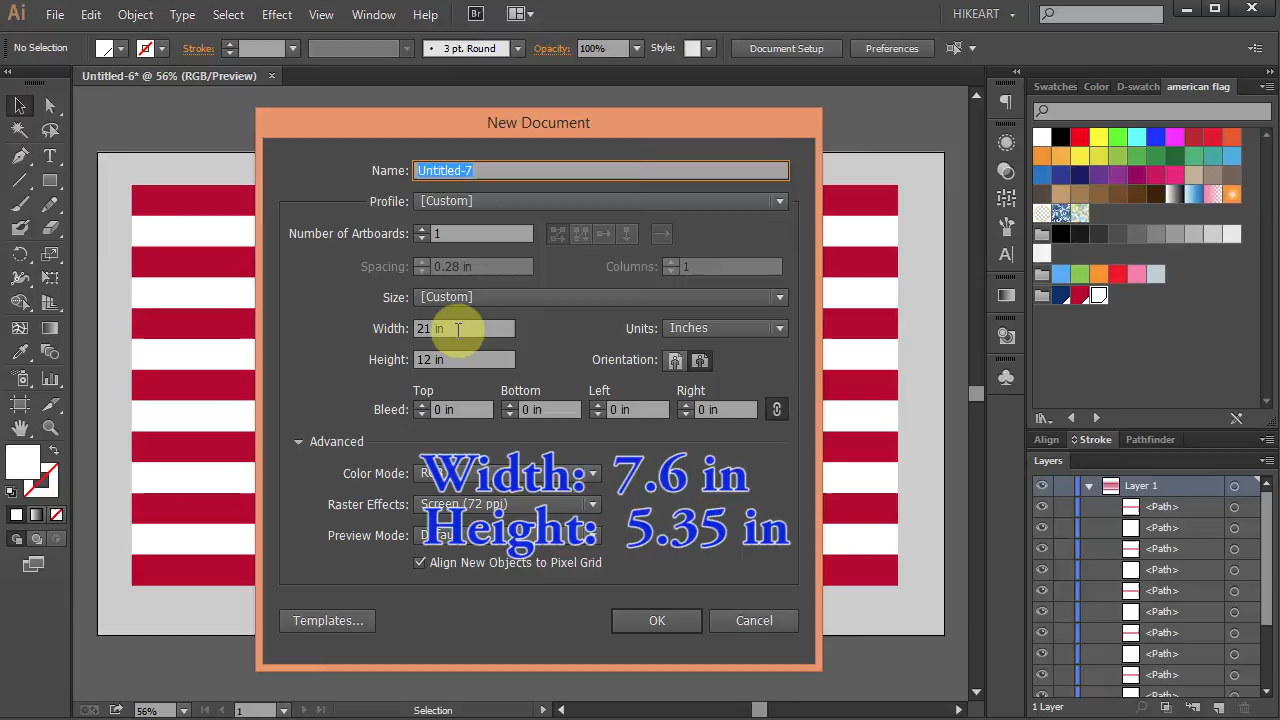 Ai File Edit Object Type Select Effect View Window Help Br HIKEART
No Selection Stroke: 3 pt. Round Opacity: 100% Style: Document Setup Preferences
Untitled-6* @ 56% (RGB/Preview) ×
New Document
Name: Untitled-7
Profile: [Custom]
Number of Artboards: 1
Spacing: 0.28 in Columns: 1
Size: [Custom]
Width: 21 in Units: Inches
Height: 12 in Orientation:
Top Bottom Left Right
Bleed: 0 in 0 in 0 in 0 in
Advanced
Color Mode:
Width: 7.6 in
Raster Effects: Screen (72 ppi)
Height: 5.35 in
Preview Mode:
Align New Objects to Pixel Grid
Templates... OK Cancel
Swatches Color D-swatch american flag
Align Stroke Pathfinder
Layers
Layer 1
<Path>
<Path>
<Path>
<Path>
<Path>
<Path>
<Path>
<Path>
<Path>
<Path>
1 Layer
56% 1 Selection